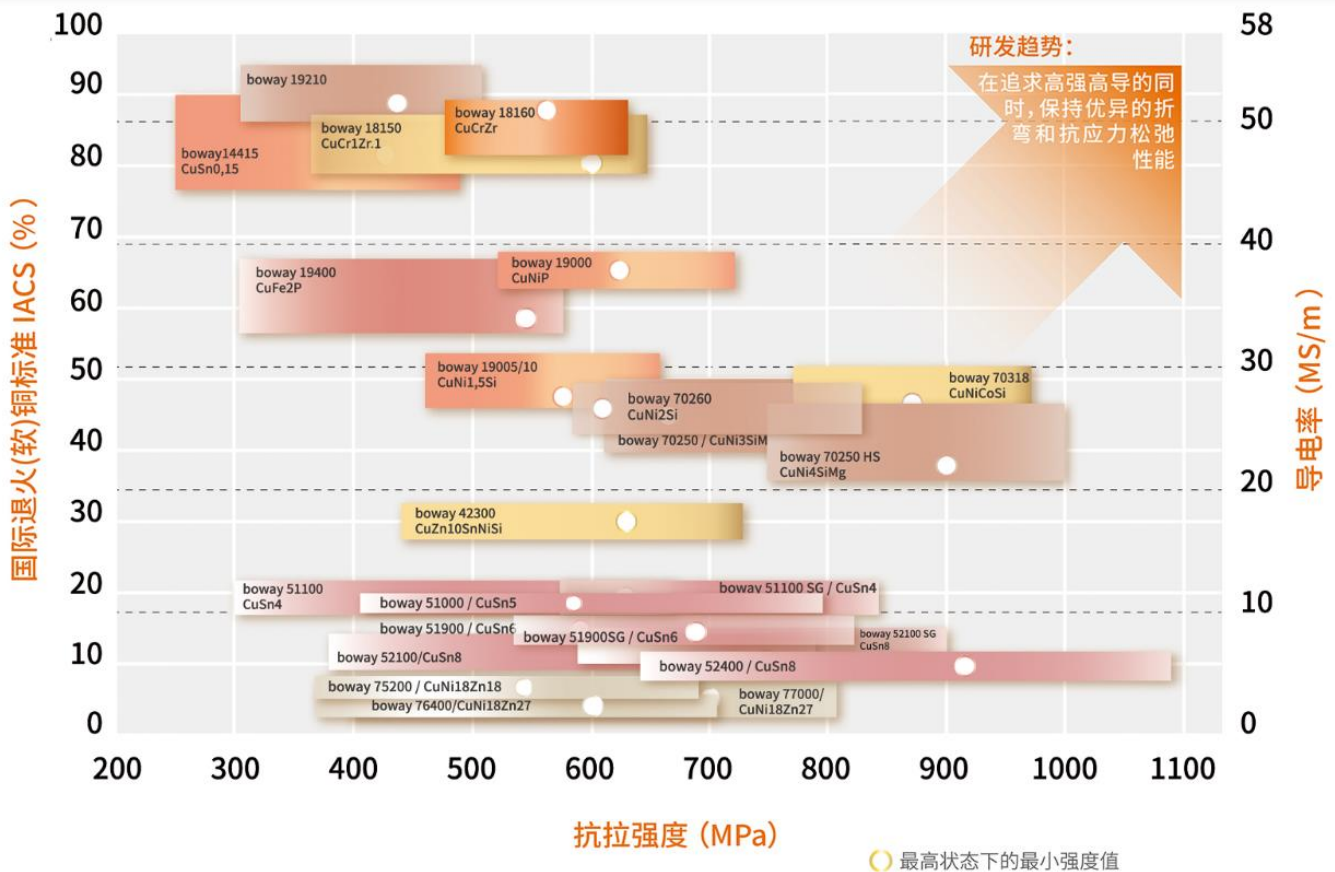 100
90
80
70
60
50
40
30
20
10
0
国际退火(软)铜标准 IACS (%)
58
50
40
30
20
10
0
导电率 (MS/m)
200 300 400 500 600 700 800 900 1000 1100
抗拉强度 (MPa)
最高状态下的最小强度值
研发趋势:
在追求高强高导的同
时,保持优异的折
弯和抗应力松弛
性能
boway 19210
boway14415
CuSn0,15
boway 18150
CuCr1Zr.1
boway 18160
CuCrZr
boway 19400
CuFe2P
boway 19000
CuNiP
boway 19005/10
CuNi1,5Si
boway 70260
CuNi2Si
boway 70250 / CuNi3SiM
boway 70318
CuNiCoSi
boway 70250 HS
CuNi4SiMg
boway 42300
CuZn10SnNiSi
boway 51100
CuSn4
boway 51100 SG / CuSn4
boway 51000 / CuSn5
boway 51900 / CuSn6
boway 51900SG / CuSn6
boway 52100 SG
CuSn8
boway 52100/CuSn8
boway 52400 / CuSn8
boway 75200 / CuNi18Zn18
boway 76400/CuNi18Zn27
boway 77000/
CuNi18Zn27